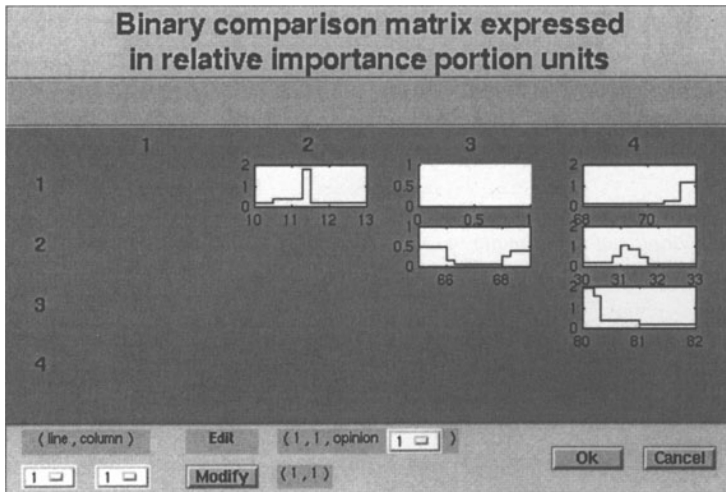 Binary comparison matrix expressed
in relative importance portion units
1 2 3 4
1
2
1
0
10 11 12 13
1
0.5
0
0 0.5 1
2
1
0
68 70
2
0.5
0
66 68
2
1
0
30 31 32 33
3
2
1
0
80 81 82
4
( line , column ) Edit ( 1 , 1 , opinion 1 )
1 1 Modify ( 1 , 1 ) Ok Cancel